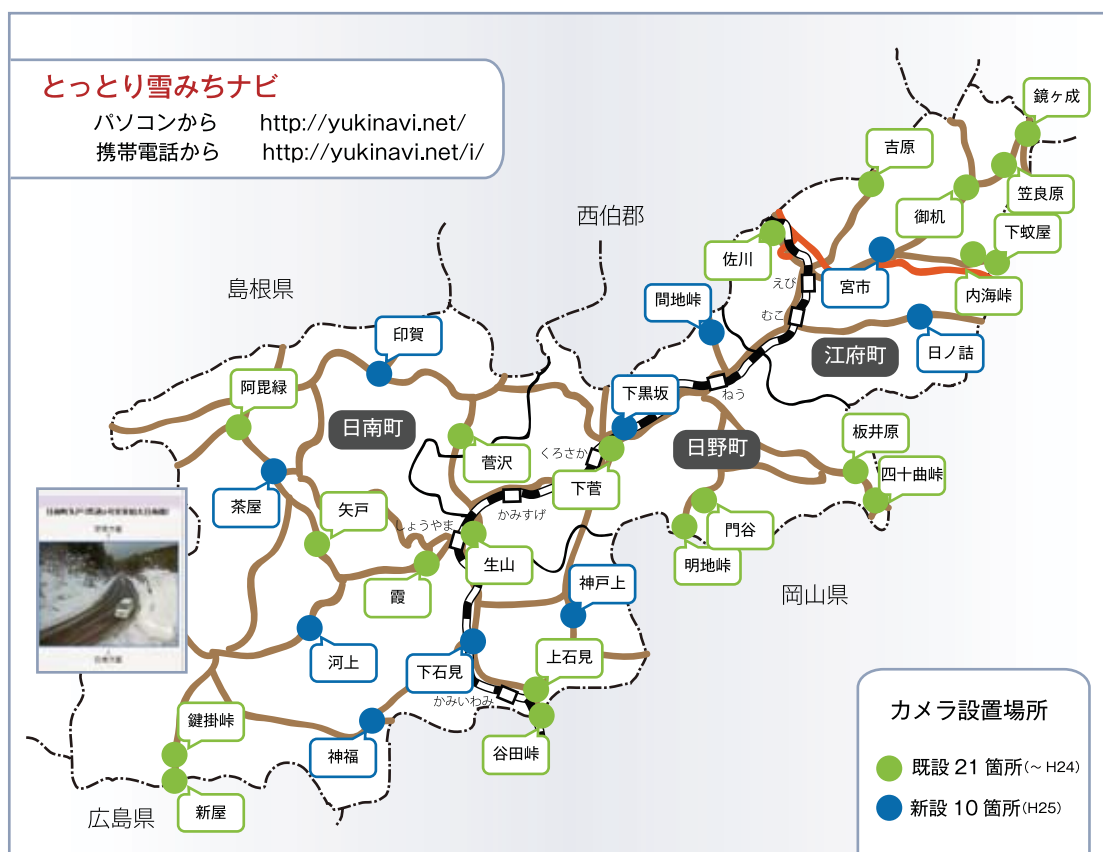 とっとり雪みちナビ
パソコンから http://yukinavi.net/
携帯電話から http://yukinavi.net/i/
鏡ヶ成
吉原
笠良原
御机
西伯郡
下蚊屋
佐川
島根県
えび
宮市
内海峠
間地峠
むこ
印賀
江府町
日ノ詰
阿毘緑
下黒坂
ねう
日南町
板井原
日野町
くろさか
菅沢
四十曲峠
下菅
茶屋
矢戸
かみすげ
しょうやま
門谷
生山
明地峠
神戸上
霞
岡山県
河上
上石見
下石見
かみいわみ
鍵掛峠
谷田峠
神福
広島県
新屋
カメラ設置場所
既設 21 箇所(～ H24)
新設 10 箇所(H25)